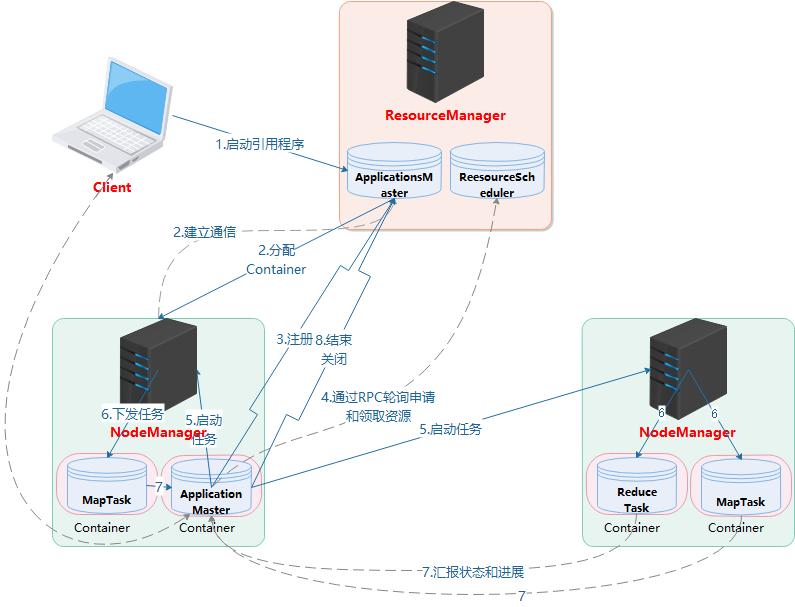 ResourceManager
1.启动引用程序
ApplicationsM
aster
ReesourceSch
eduler
Client
2.建立通信
2.分配
Container
3.注册
8.结束
关闭
4.通过RPC轮询申请
和领取资源
5.启动任务
6.下发任务
5.启动
任务
NodeManager
7
MapTask
Application
Master
Container
Container
6
6
NodeManager
Reduce
Task
MapTask
Container
Container
7.汇报状态和进展
7